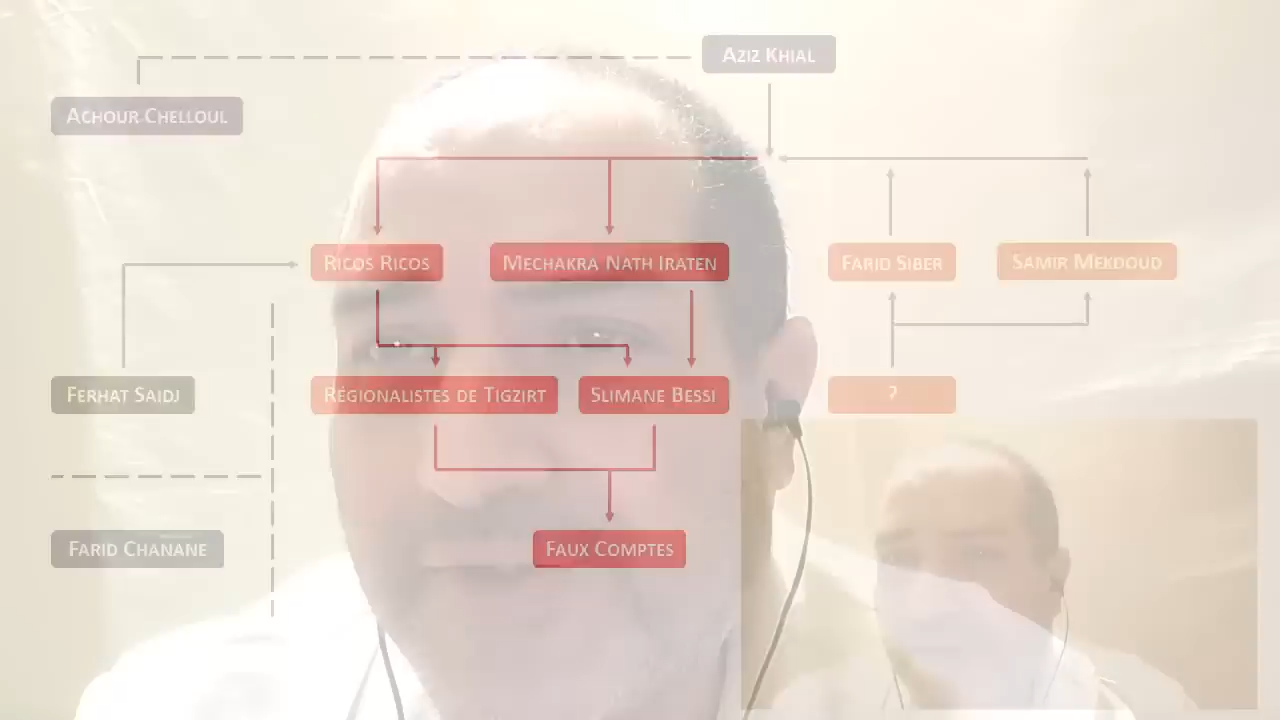 AZIZ KHIAL
ACHOUR CHELLOUL
RICOS RICOS
MECHAKRA NATH IRATEN
FARID SIBER
SAMIR MEKDOUD
FERHAT SAIDJ
RÉGIONALISTES DE TIGZIRT
SLIMANE BESSI
?
FARID CHANANE
FAUX COMPTES